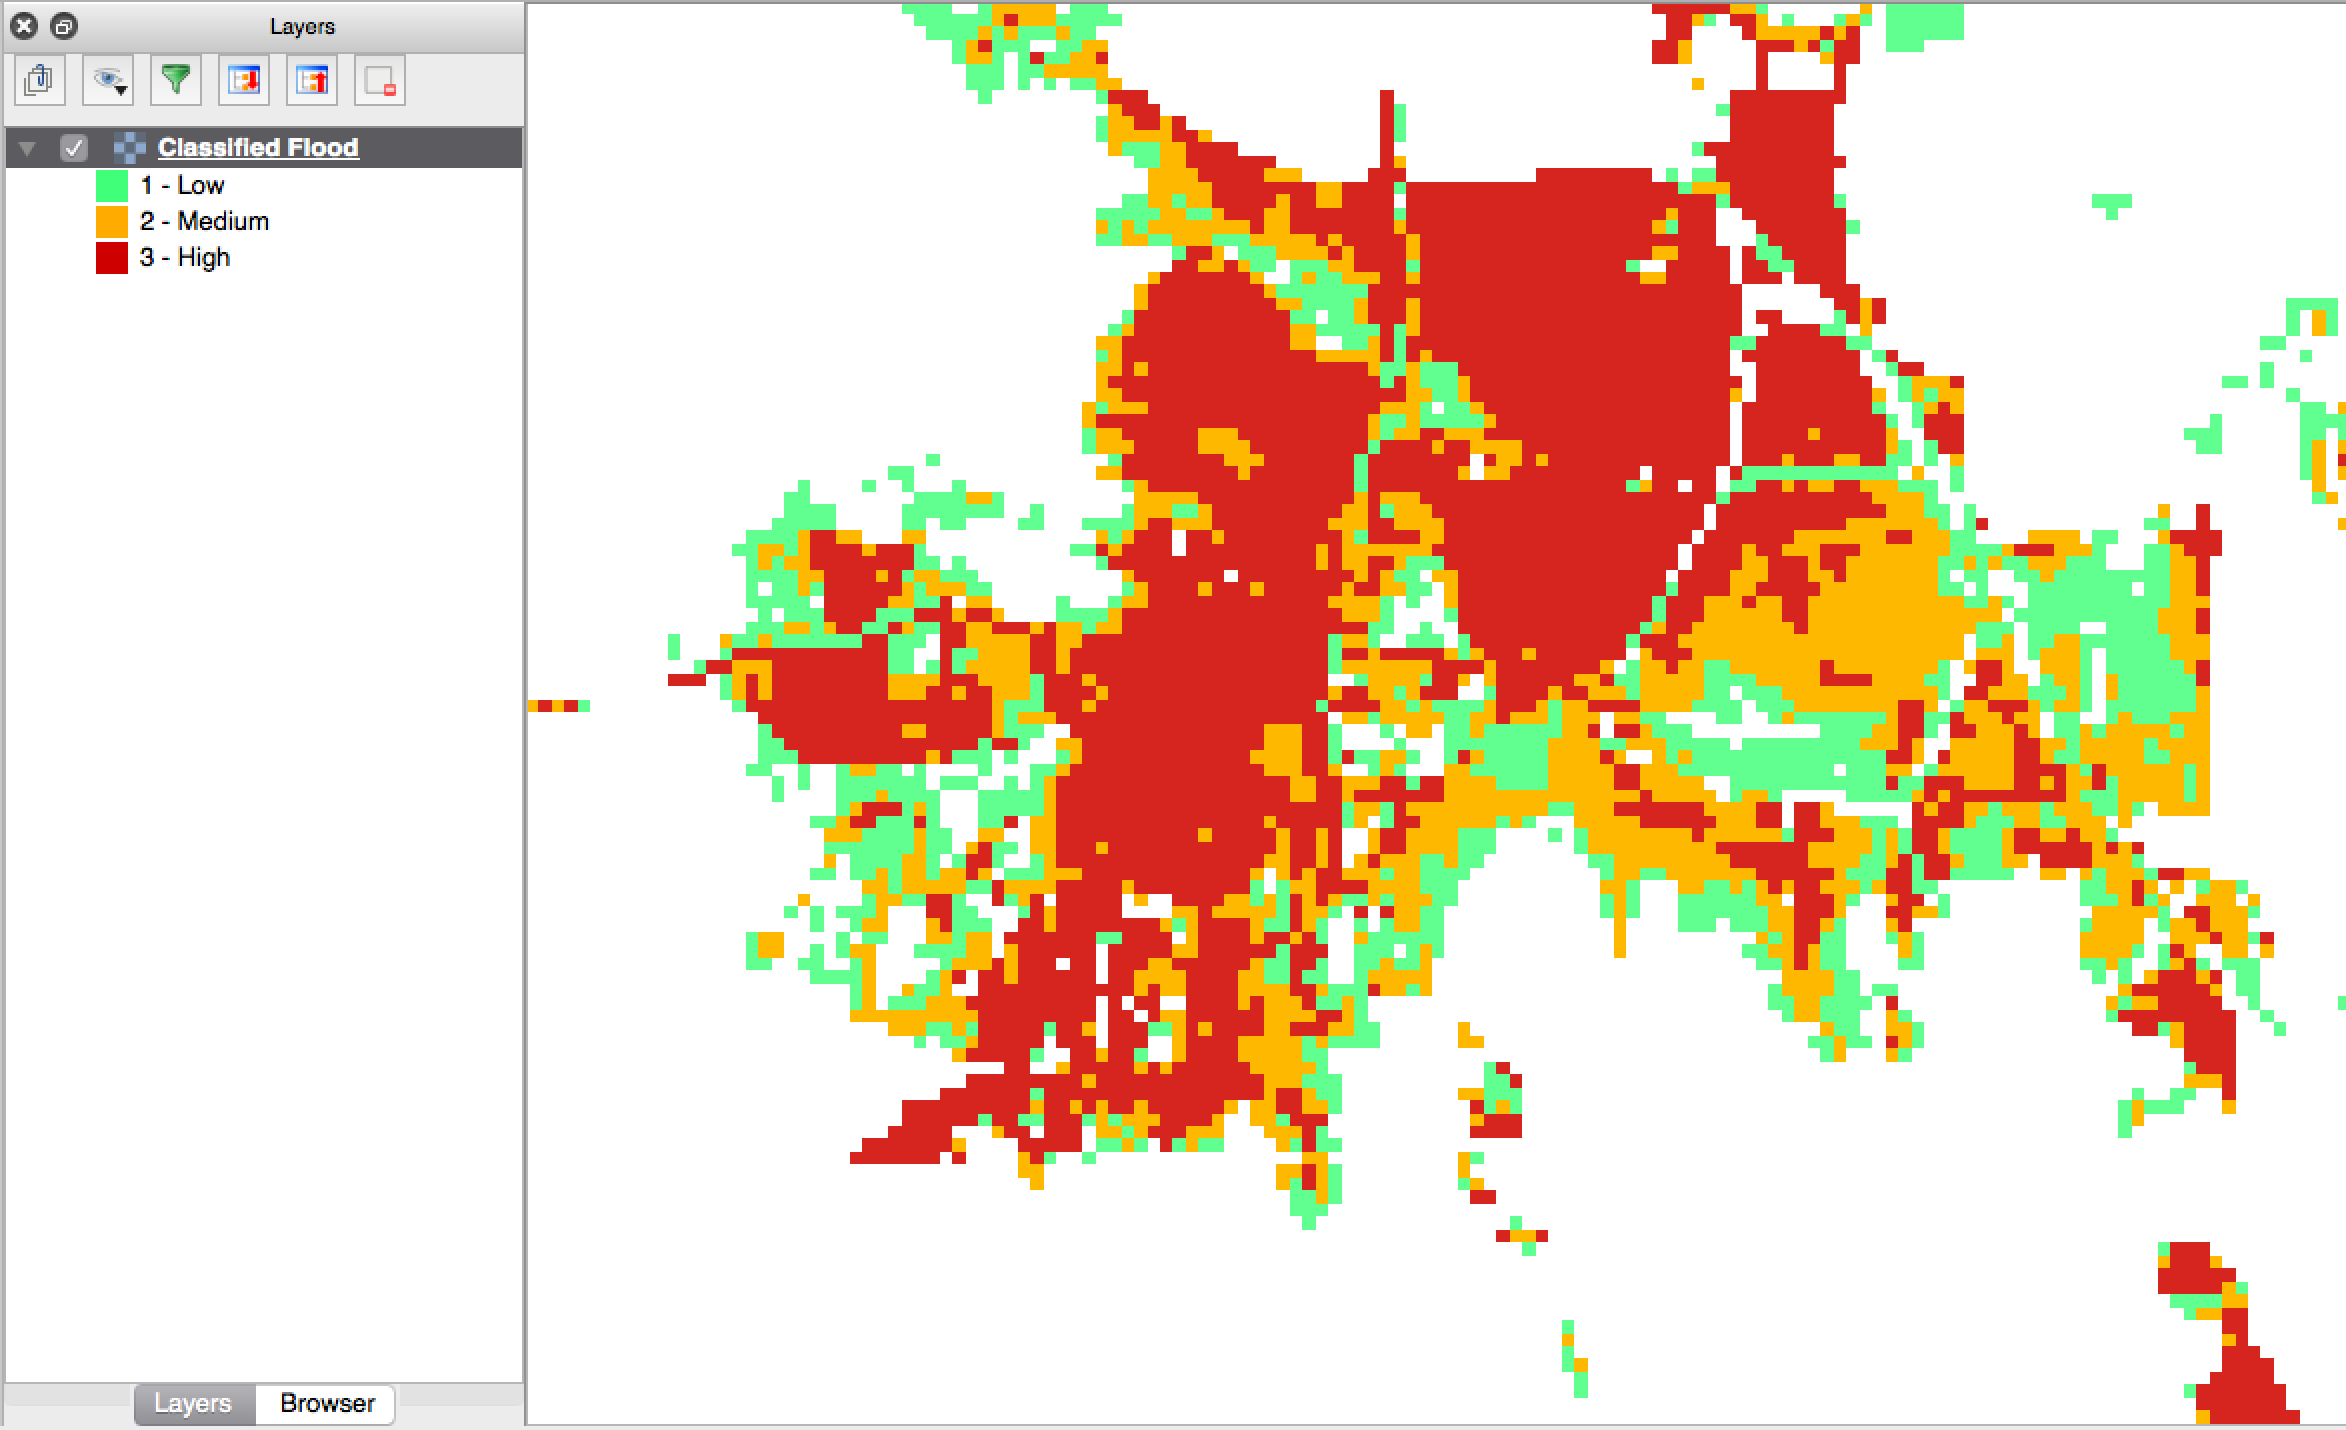 Layers
Classified Flood
1 - Low
2 - Medium
3 - High
Layers
Browser